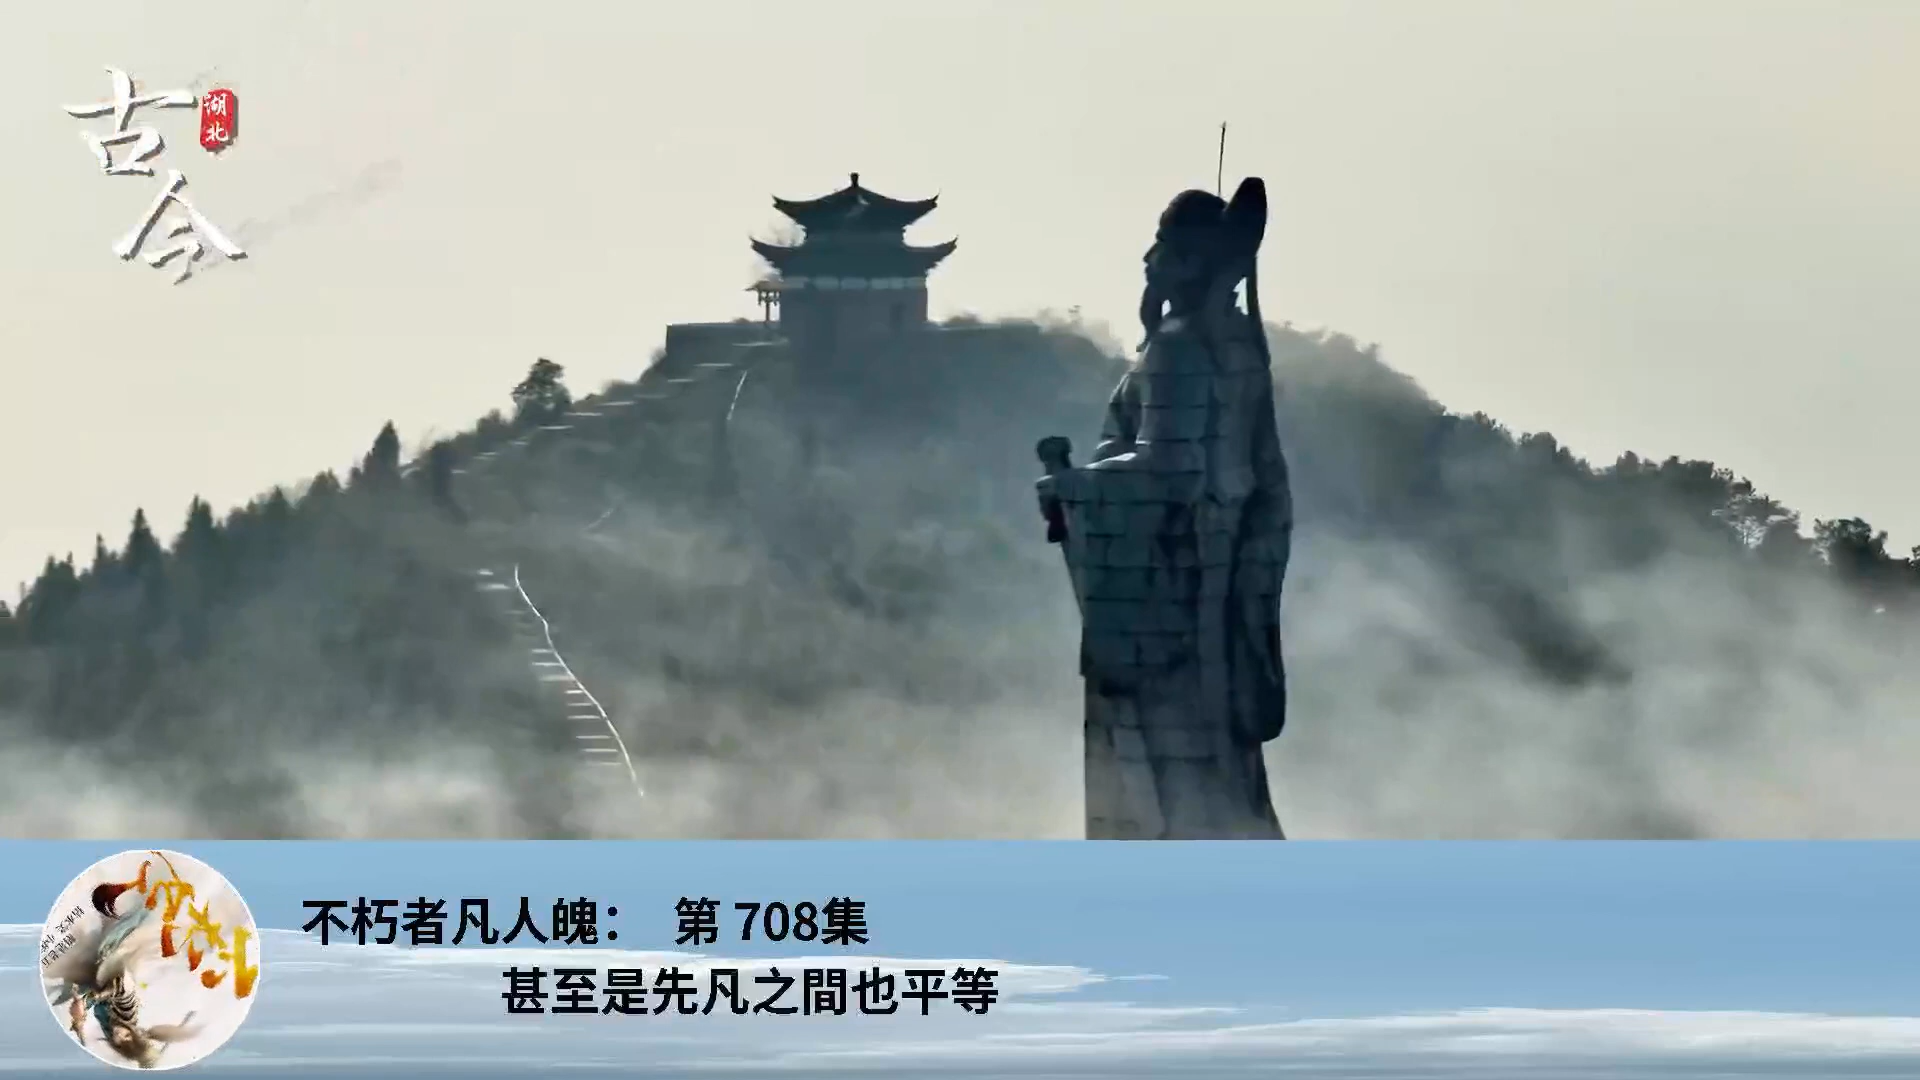 古今
湖北
不朽者凡人魄： 第 708集
甚至是先凡之間也平等